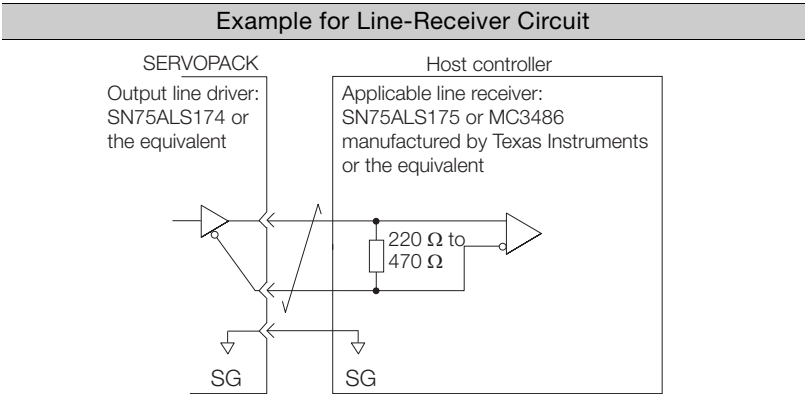 Example for Line-Receiver Circuit
SERVOPACK
Host controller
Output line driver:
SN75ALS174 or
the equivalent
Applicable line receiver:
SN75ALS175 or MC3486
manufactured by Texas Instruments
or the equivalent
220 Ω to
470 Ω
SG
SG